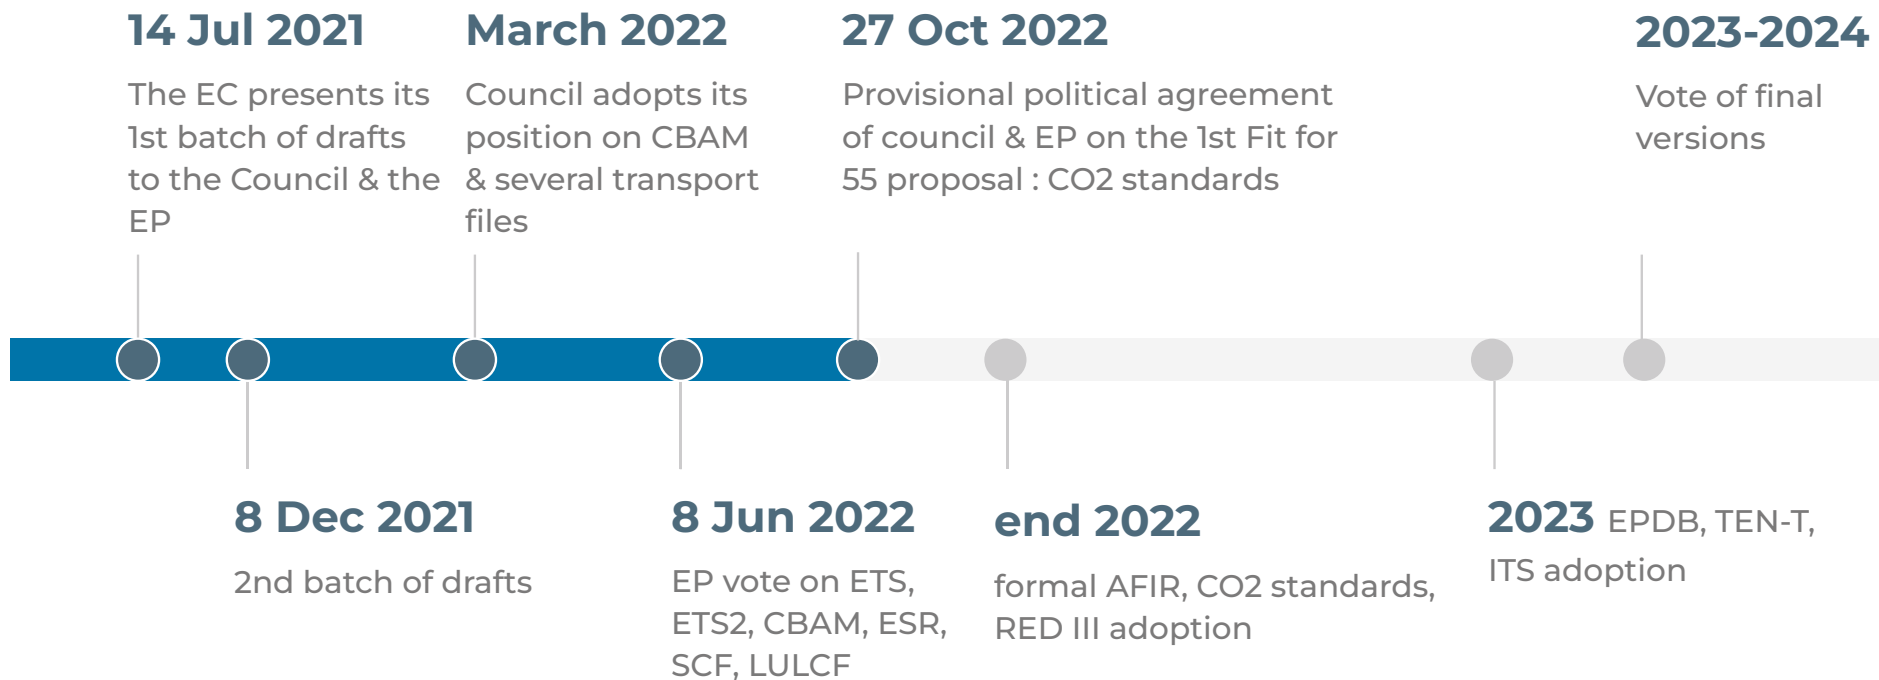 14 Jul 2021
The EC presents its
1st batch of drafts
to the Council & the
EP
March 2022
Council adopts its
position on CBAM
& several transport
files
27 Oct 2022
Provisional political agreement
of council & EP on the 1st Fit for
55 proposal : CO2 standards
2023-2024
Vote of final
versions
8 Dec 2021
2nd batch of drafts
8 Jun 2022
EP vote on ETS,
ETS2, CBAM, ESR,
SCF, LULCF
end 2022
formal AFIR, CO2 standards,
RED III adoption
2023 EPDB, TEN-T,
ITS adoption